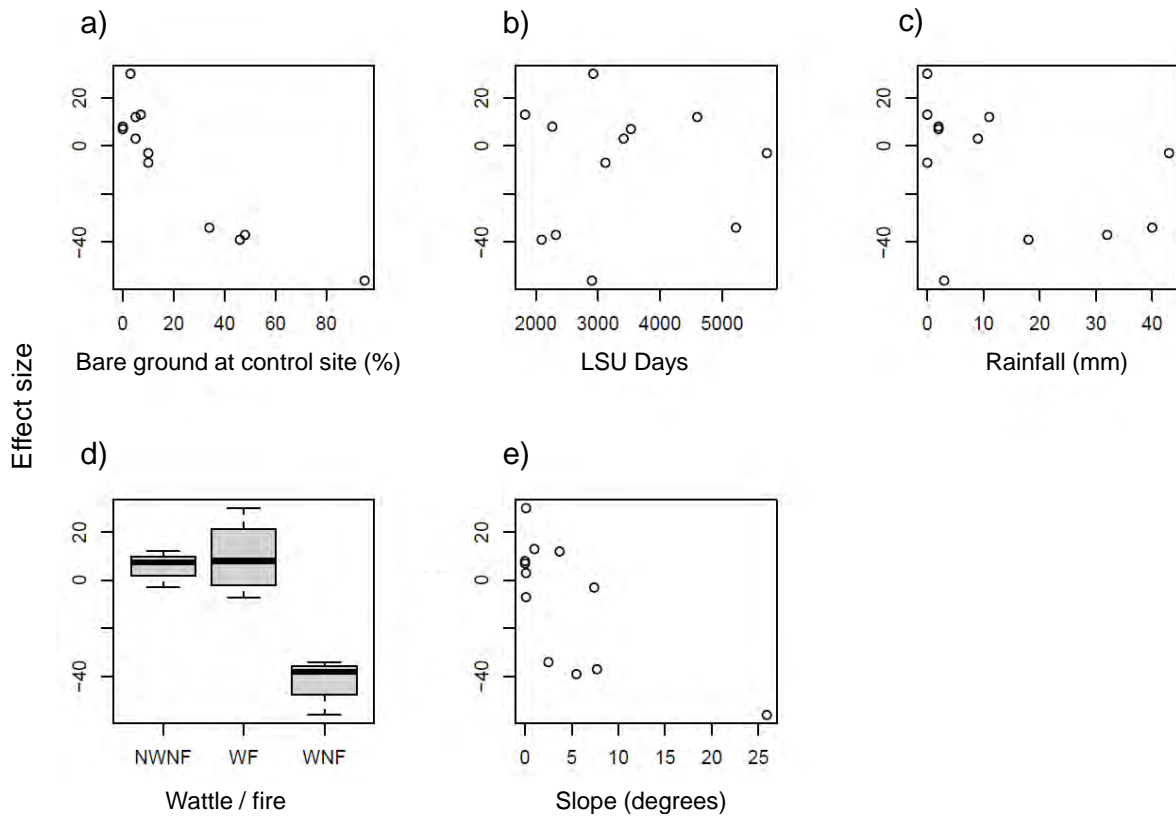 a)
20
0
−40
0 20 40 60 80
Bare ground at control site (%)
b)
20
0
−40
2000 3000 4000 5000
LSU Days
c)
20
0
−40
0 10 20 30 40
Rainfall (mm)
Effect size
d)
20
0
−40
NWNF WF WNF
Wattle / fire
e)
20
0
−40
0 5 10 15 20 25
Slope (degrees)